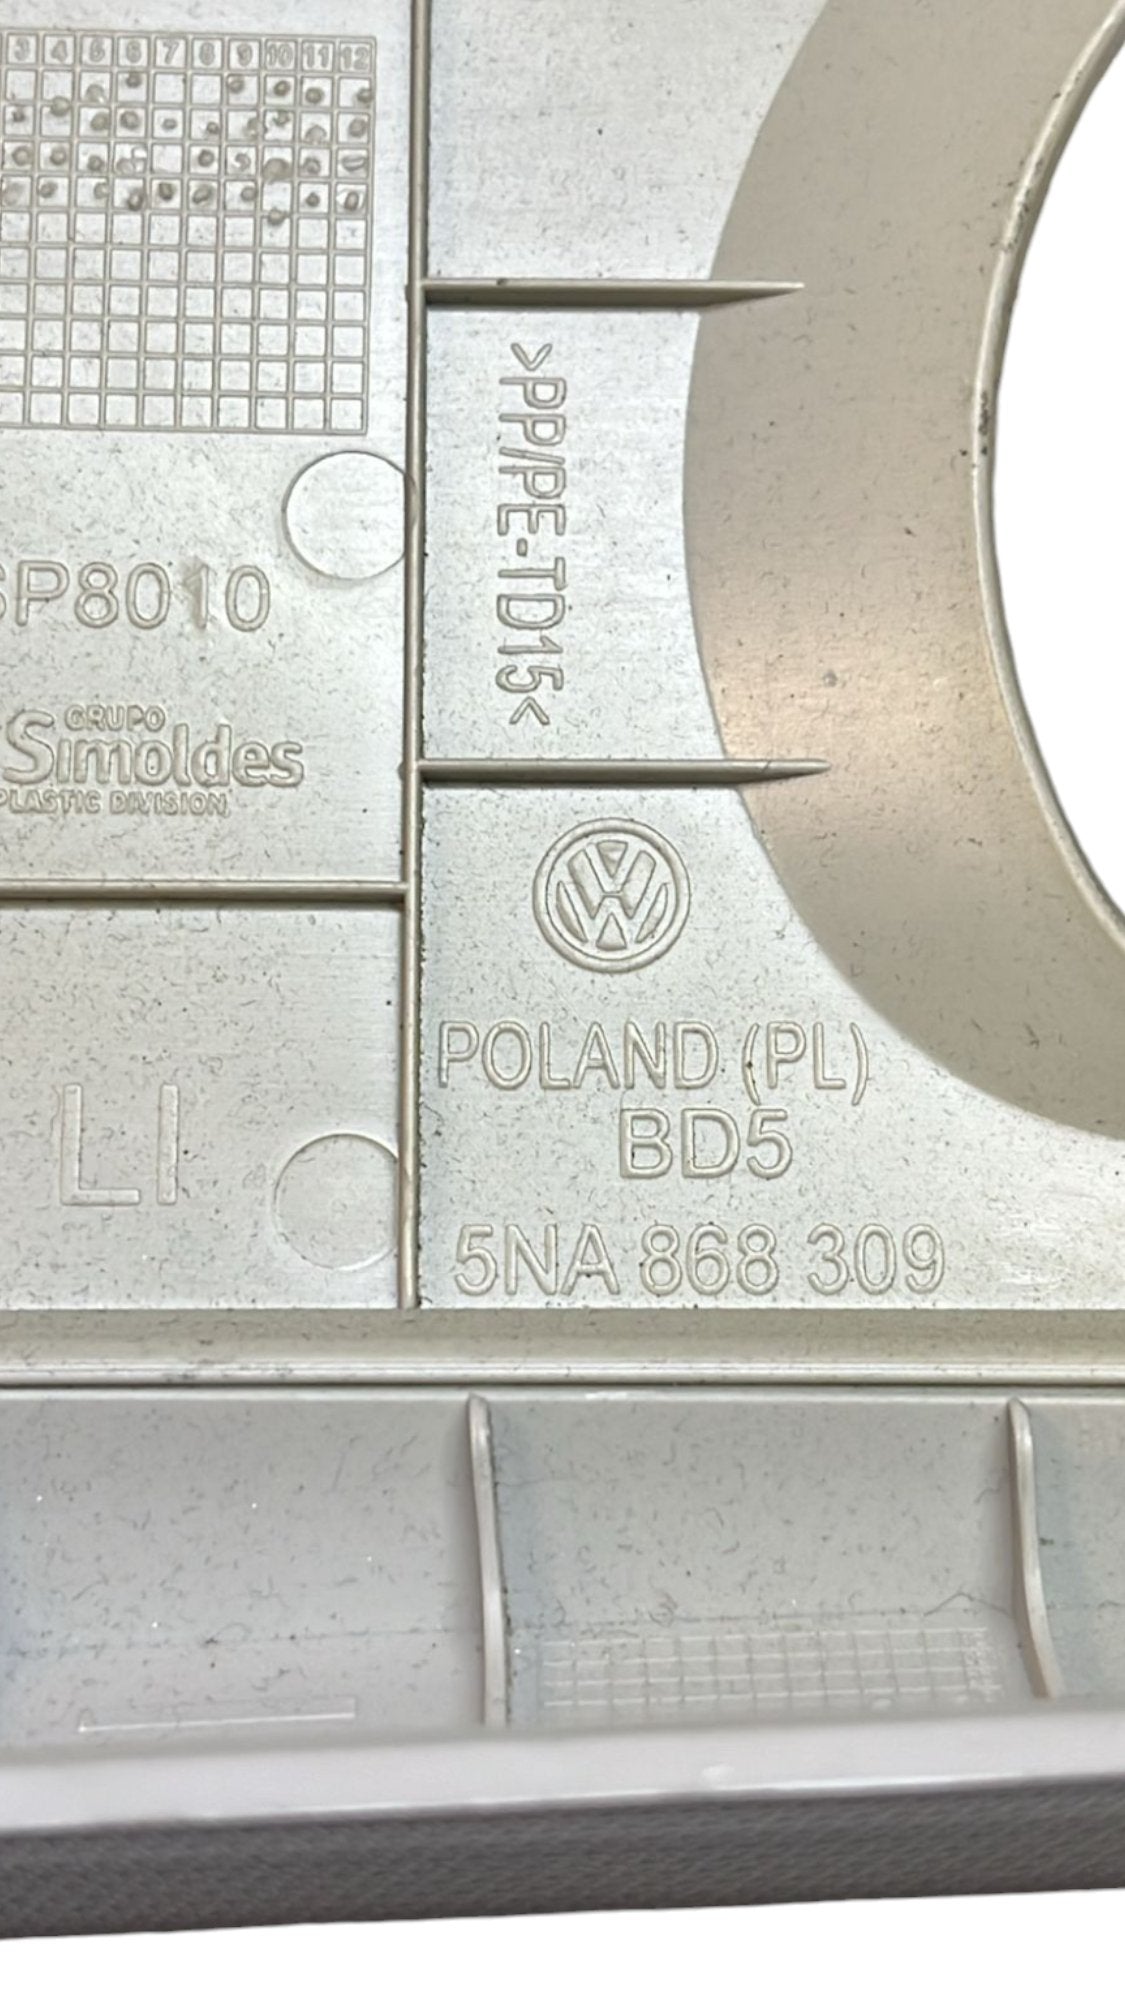 3 4 5 6 7 8 9 10 11 12
>PP/PE-TD15<
SP8010
GRUPO
Simoldes
PLASTIC DIVISION
POLAND (PL)
BD5
LI
5NA 868 309